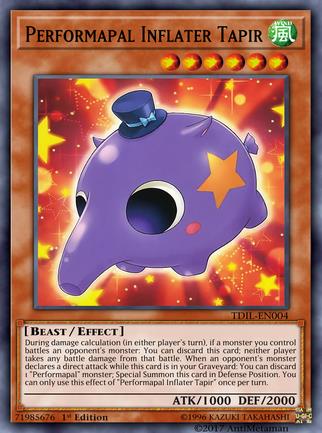 PERFORMAPAL INFLATER TAPIR
WIND
風
TDIL-EN004
[ BEAST / EFFECT ]
During damage calculation (in either player's turn), if a monster you
control battles an opponent's monster: You can discard this card; neither player
takes any battle damage from that battle. When an opponent's monster
declares a direct attack while this card is in your Graveyard: You can discard
1 "Performapal" monster; Special Summon this card in Defense Position. You
can only use this effect of "Performapal Inflater Tapir" once per turn.
ATK/1000 DEF/2000
71985676 1st Edition ©1996 KAZUKI TAKAHASHI
©2017 AntiMetaman